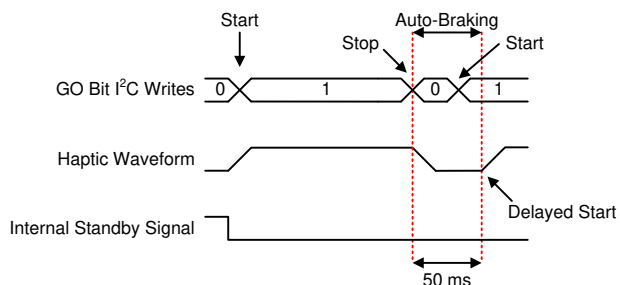 Auto-Braking
Start
Stop
Start
GO Bit I²C Writes
0 1 0 1
Haptic Waveform
Delayed Start
Internal Standby Signal
50 ms